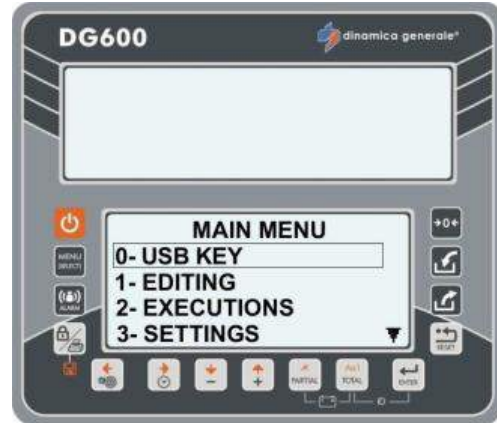 DG600
dinamica generale®
MAIN MENU
0- USB KEY
1- EDITING
2- EXECUTIONS
3- SETTINGS
→0←
MENU
ALARM
RESET
PARTIAL
TOTAL
ENTER